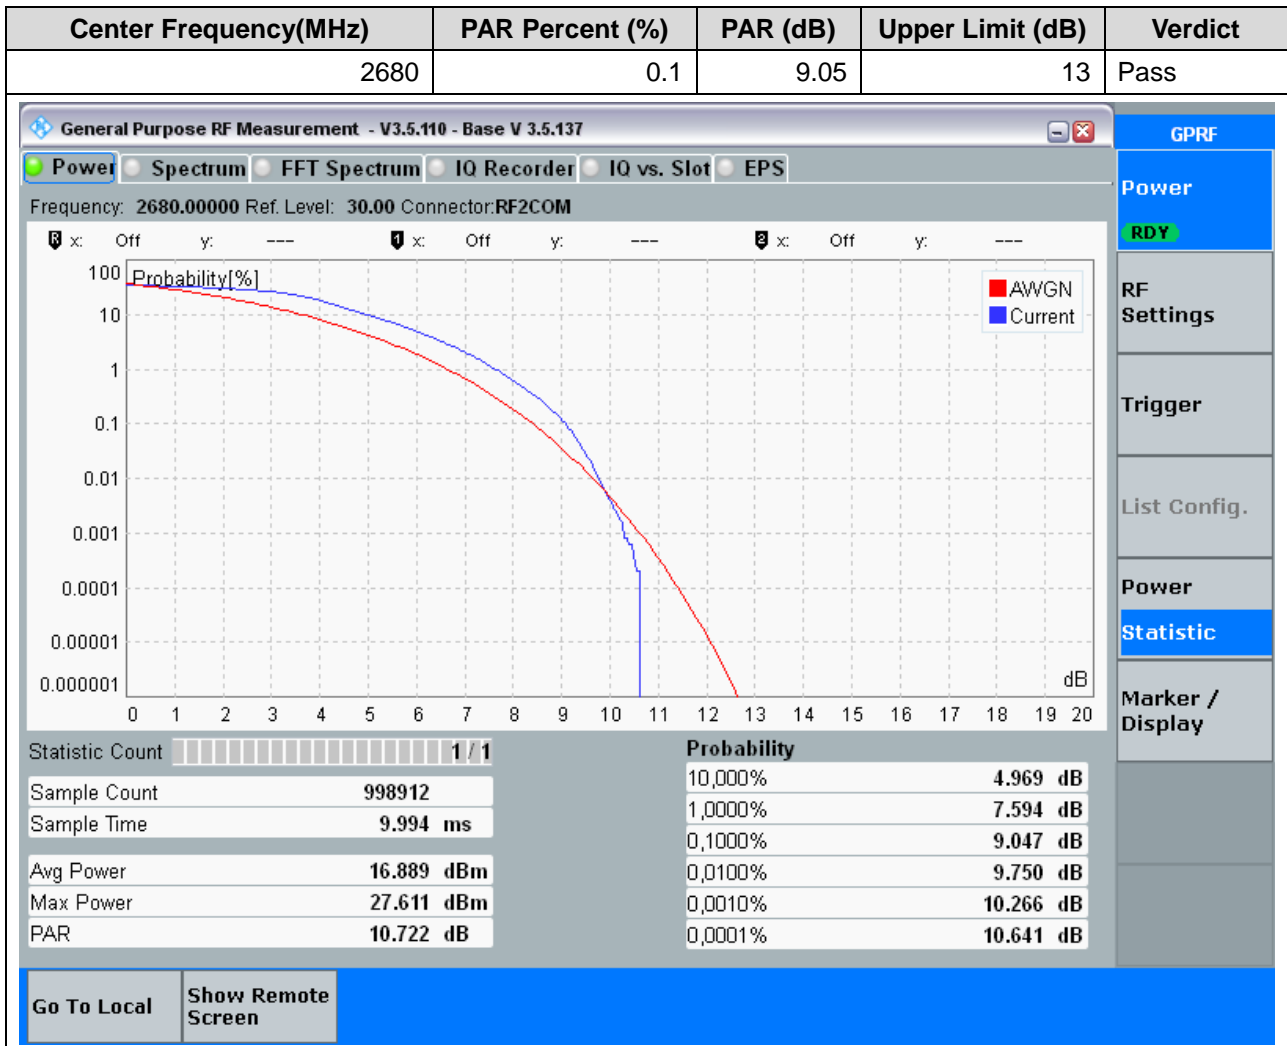 Center Frequency(MHz) PAR Percent (%) PAR (dB) Upper Limit (dB) Verdict
2680 0.1 9.05 13 Pass
General Purpose RF Measurement - V3.5.110 - Base V 3.5.137
GPRF
Power Spectrum FFT Spectrum IQ Recorder IQ vs. Slot EPS
Power
RDY
Frequency: 2680.00000 Ref. Level: 30.00 Connector:RF2COM
R x: Off y: --- 1 x: Off y: --- 2 x: Off y: ---
Probability[%]
100
10
1
0.1
0.01
0.001
0.0001
0.00001
0.000001
AWGN
Current
dB
0 1 2 3 4 5 6 7 8 9 10 11 12 13 14 15 16 17 18 19 20
RF
Settings
Trigger
List Config.
Power
Statistic
Marker /
Display
Statistic Count 1 / 1
Sample Count 998912
Sample Time 9.994 ms
Avg Power 16.889 dBm
Max Power 27.611 dBm
PAR 10.722 dB
Probability
10,000% 4.969 dB
1,0000% 7.594 dB
0,1000% 9.047 dB
0,0100% 9.750 dB
0,0010% 10.266 dB
0,0001% 10.641 dB
Go To Local
Show Remote
Screen